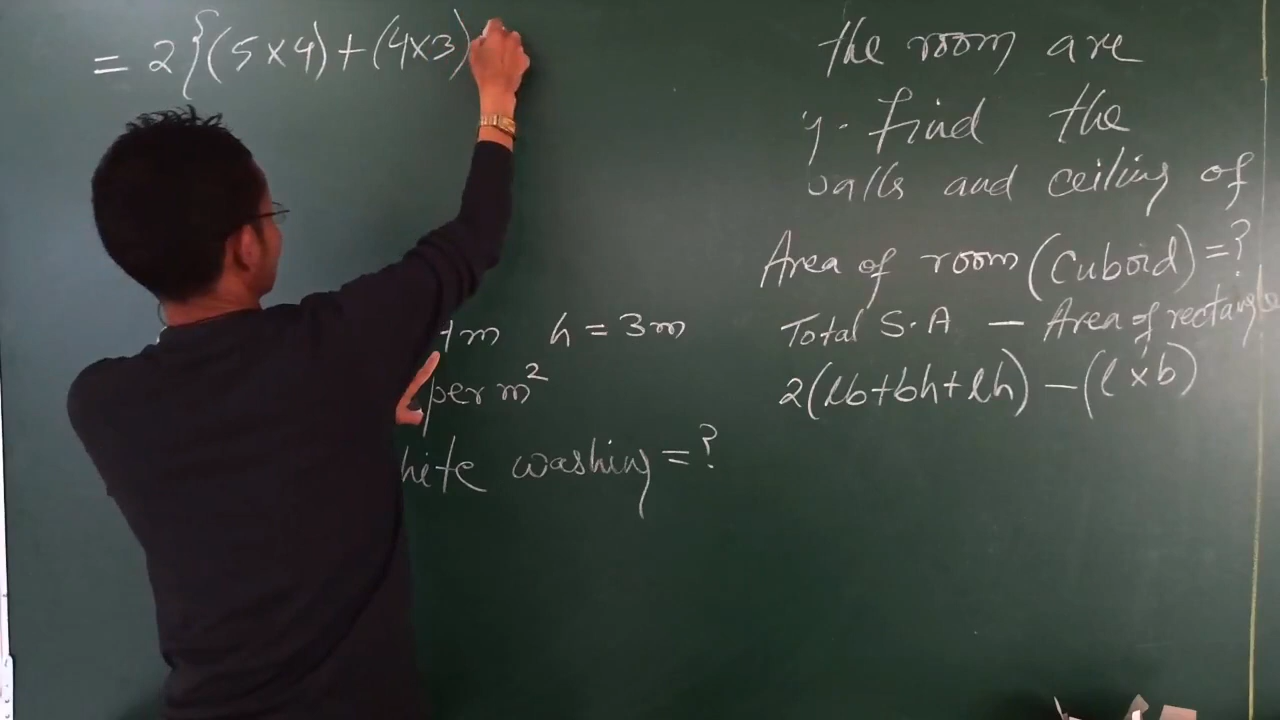 = 2{(5×4)+(4×3)
the room are
y. find the
walls and ceiling of
Area of room (cuboid)=?
Total S.A — Area of rectangle
2(lb+bh+lh) — (l×b)
m h = 3m
per m²
hite washing=?